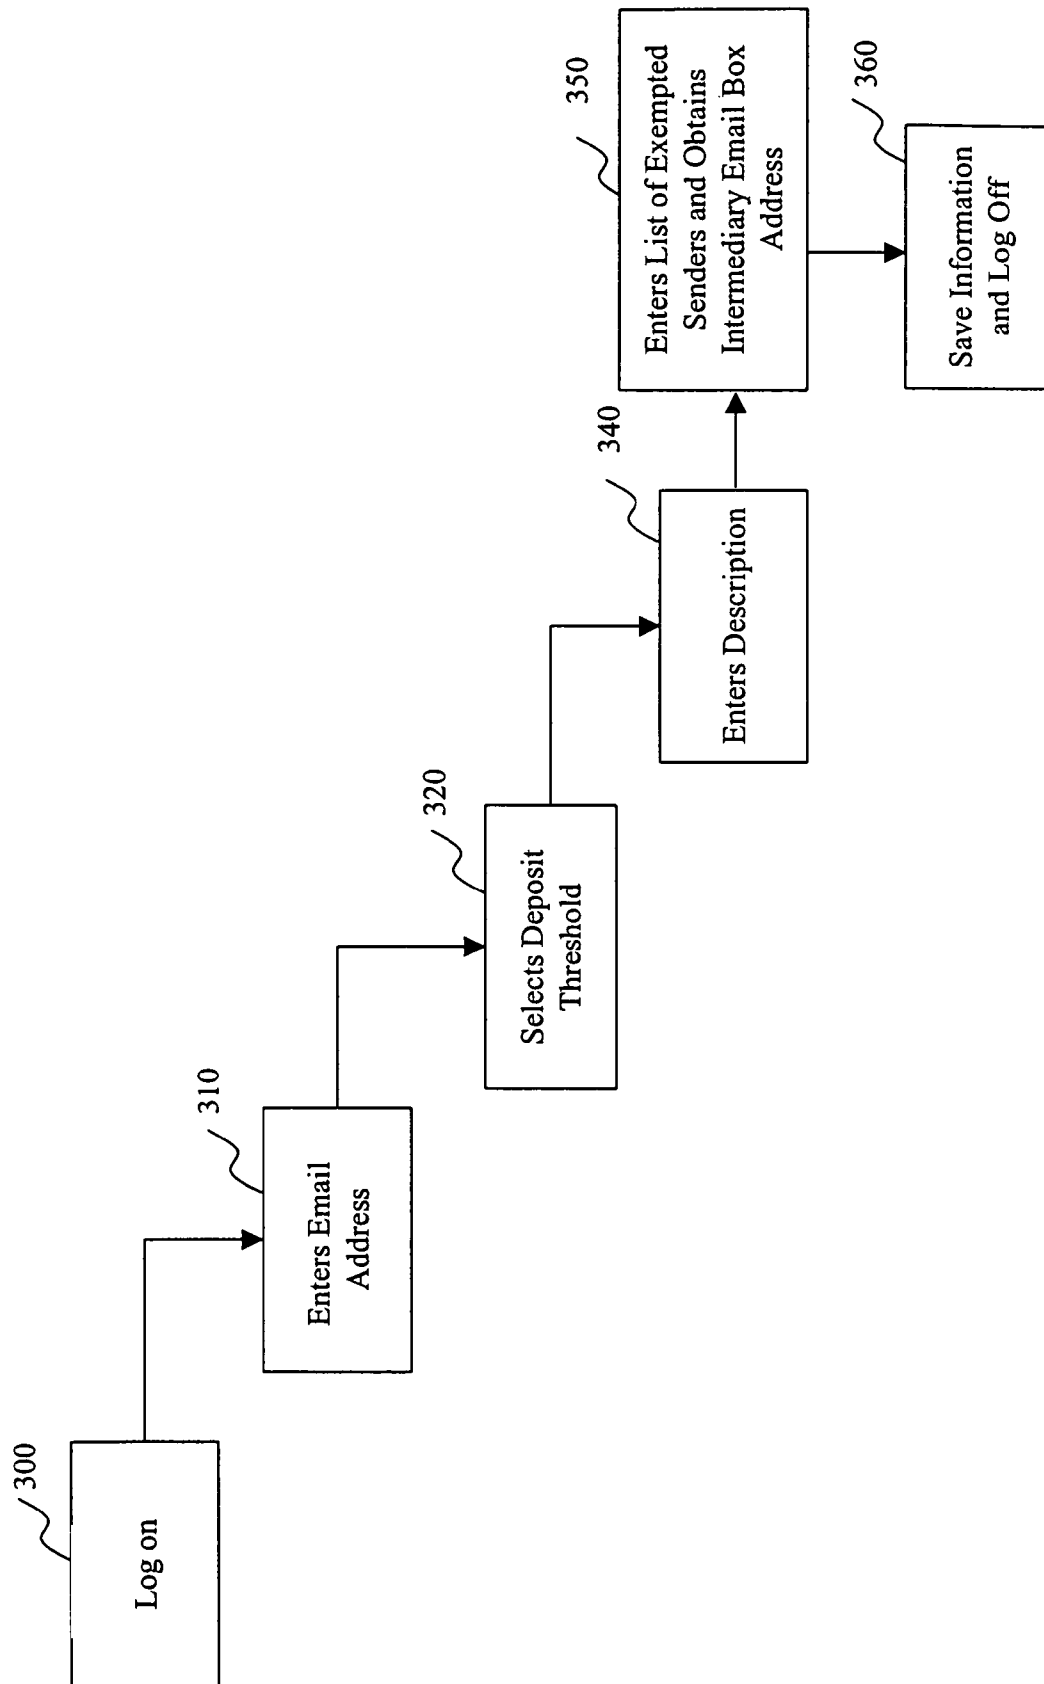 300
Log on
310
Enters Email
Address
320
Selects Deposit
Threshold
340
Enters Description
350
Enters List of Exempted
Senders and Obtains
Intermediary Email Box
Address
360
Save Information
and Log Off